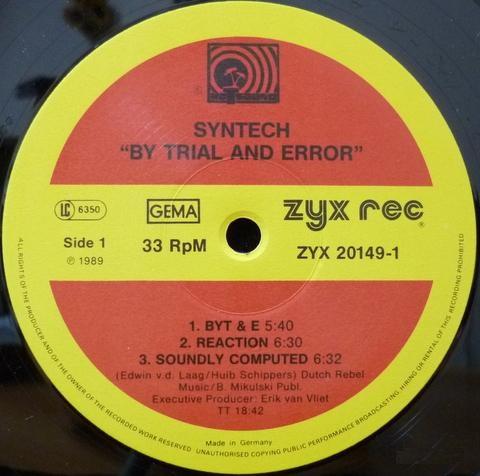 SYNTECH
"BY TRIAL AND ERROR"
LC 6350
GEMA
zyx rec®
Side 1
33 RpM
ZYX 20149-1
℗ 1989
1. BYT & E 5:40
2. REACTION 6:30
3. SOUNDLY COMPUTED 6:32
(Edwin v.d. Laag/Huib Schippers) Dutch Rebel
Music/B. Mikulski Publ.
Executive Producer: Erik van Vliet
TT 18:42
Made in Germany
ALL RIGHTS OF THE PRODUCER AND OF THE OWNER OF THE RECORDED WORK RESERVED UNAUTHORISED COPYING PUBLIC PERFORMANCE BROADCASTING, HIRING OR RENTAL OF THIS RECORDING PROHIBITED